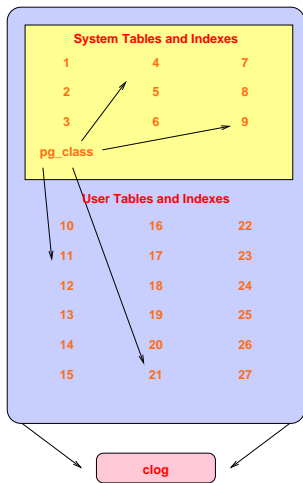 System Tables and Indexes
1 4 7
2 5 8
3 6 9
pg_class
User Tables and Indexes
10 16 22
11 17 23
12 18 24
13 19 25
14 20 26
15 21 27
clog